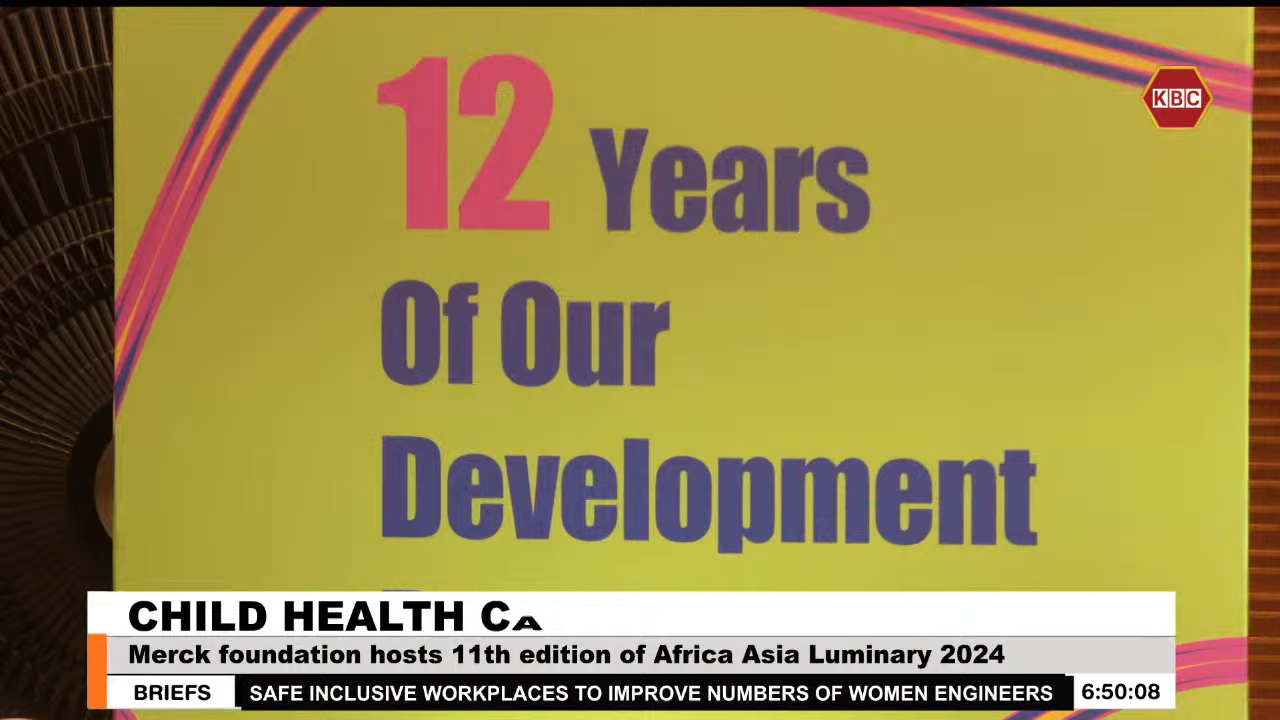 12 Years
KBC
Of Our
Development
CHILD HEALTH CA
Merck foundation hosts 11th edition of Africa Asia Luminary 2024
BRIEFS SAFE INCLUSIVE WORKPLACES TO IMPROVE NUMBERS OF WOMEN ENGINEERS 6:50:08